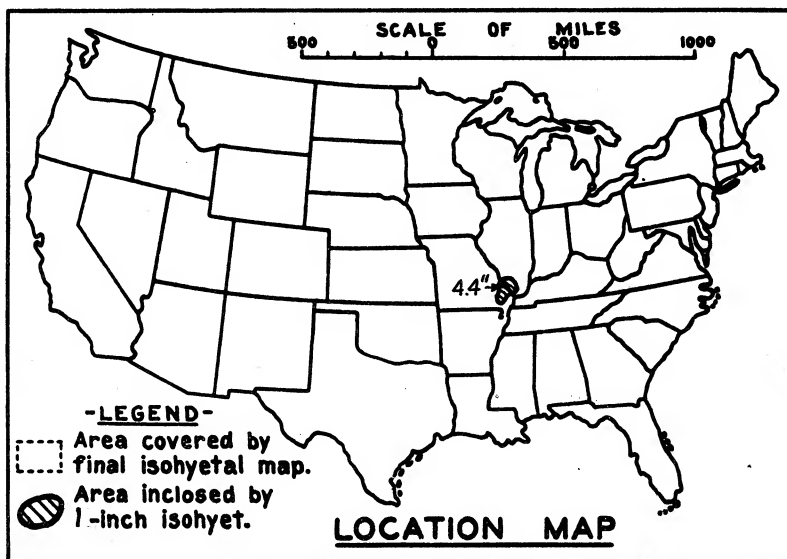 SCALE OF MILES
500 0 500 1000
4.4"
-LEGEND-
Area covered by
final isohyetal map.
Area inclosed by
1-inch isohyet.
LOCATION MAP